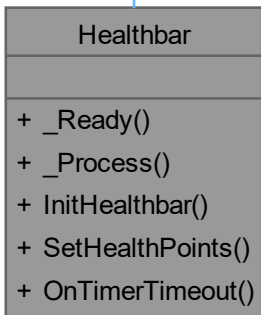 Healthbar
+ _Ready()
+ _Process()
+ InitHealthbar()
+ SetHealthPoints()
+ OnTimerTimeout()